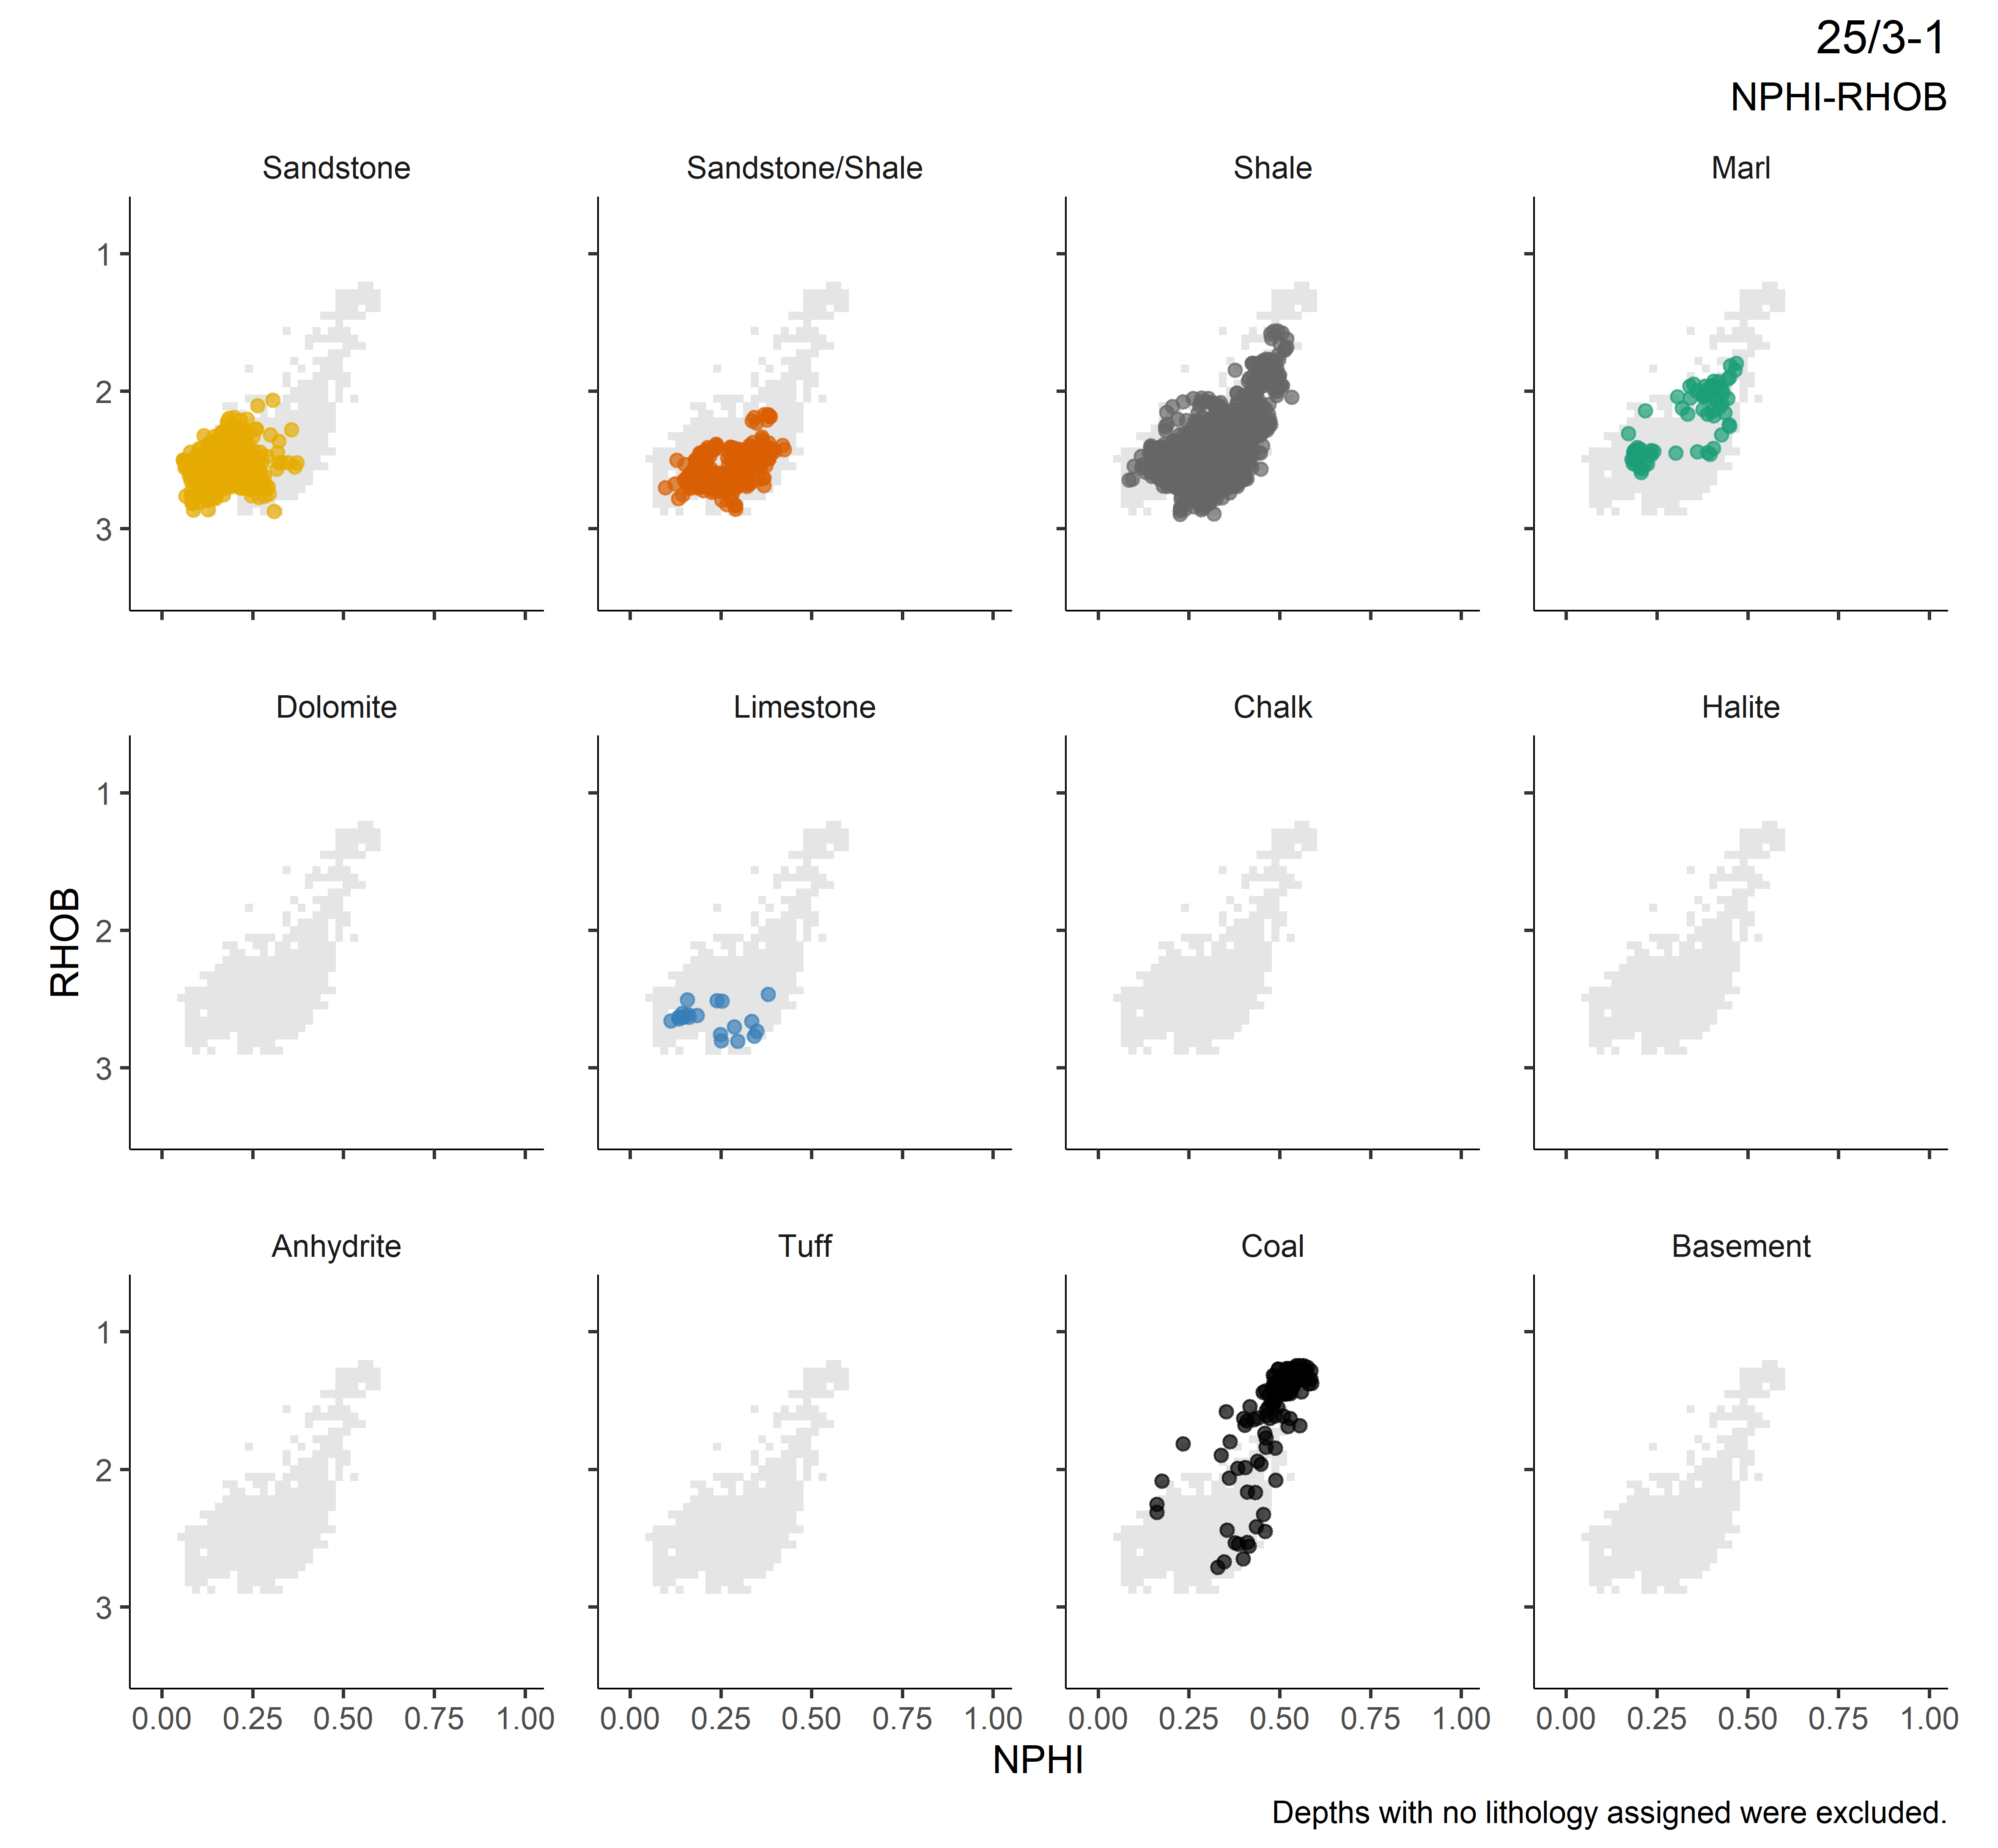 25/3-1
NPHI-RHOB
Sandstone Sandstone/Shale Shale Marl
1
2
3
Dolomite Limestone Chalk Halite
1
2
3
RHOB
Anhydrite Tuff Coal Basement
1
2
3
0.00 0.25 0.50 0.75 1.00 0.00 0.25 0.50 0.75 1.00 0.00 0.25 0.50 0.75 1.00 0.00 0.25 0.50 0.75 1.00
NPHI
Depths with no lithology assigned were excluded.